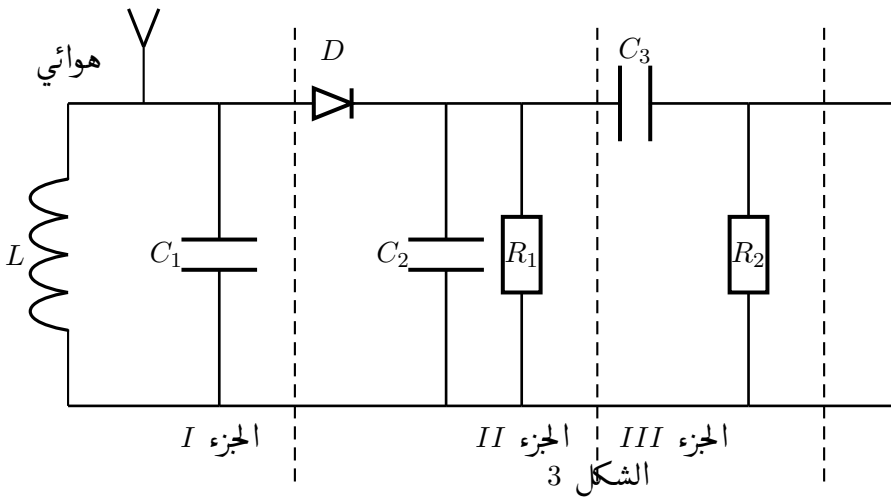 هوائي
D
C₃
L
C₁
C₂
R₁
R₂
الجزء I
الجزء II
الجزء III
الشكل 3